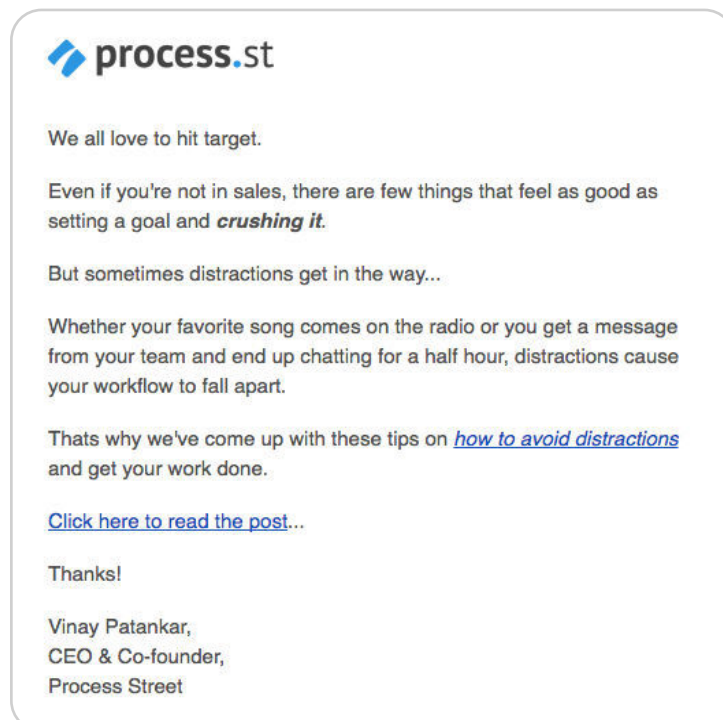 process.st
We all love to hit target.
Even if you're not in sales, there are few things that feel as good as
setting a goal and crushing it.
But sometimes distractions get in the way...
Whether your favorite song comes on the radio or you get a message
from your team and end up chatting for a half hour, distractions cause
your workflow to fall apart.
Thats why we've come up with these tips on how to avoid distractions
and get your work done.
Click here to read the post...
Thanks!
Vinay Patankar,
CEO & Co-founder,
Process Street